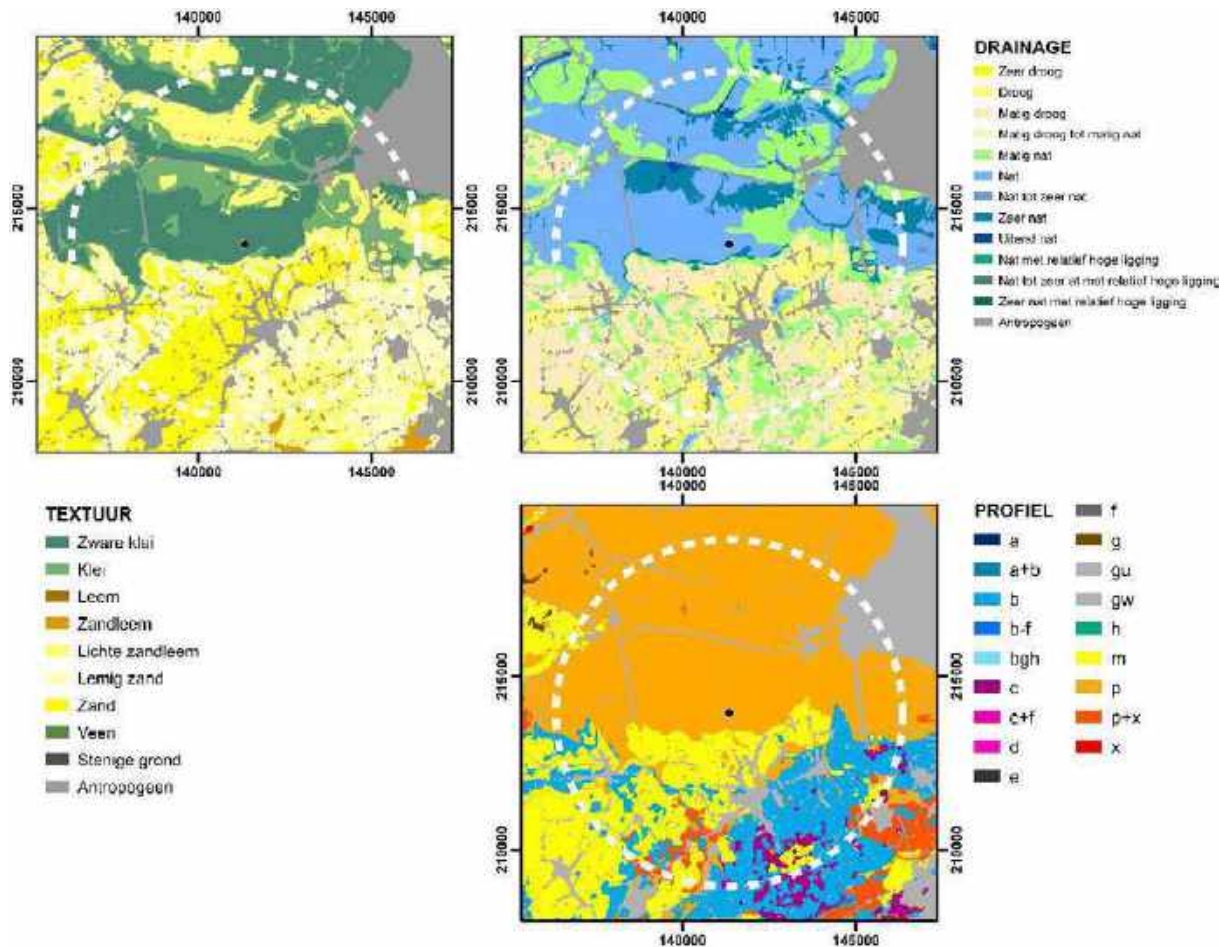 140000 145000
140000 145000
215000
210000
215000
210000
215000
210000
140000 145000
140000 145000
DRAINAGE
Zeer droog
Droog
Matig droog
Matig droog tot matig nat
Matig nat
Nat
Nat tot zeer nat
Zeer nat
Uiterst nat
Nat met relatief hoge ligging
Nat tot zeer nat met relatief hoge ligging
Zeer nat met relatief hoge ligging
Antropogeen
TEXTUUR
Zware klei
Klei
Leem
Zandleem
Lichte zandleem
Lemig zand
Zand
Veen
Stenige grond
Antropogeen
140000 145000
215000
210000
215000
210000
140000 145000
PROFIEL
a
a+b
b
b-f
bgh
c
c+f
d
e
f
g
gu
gw
h
m
p
p+x
x